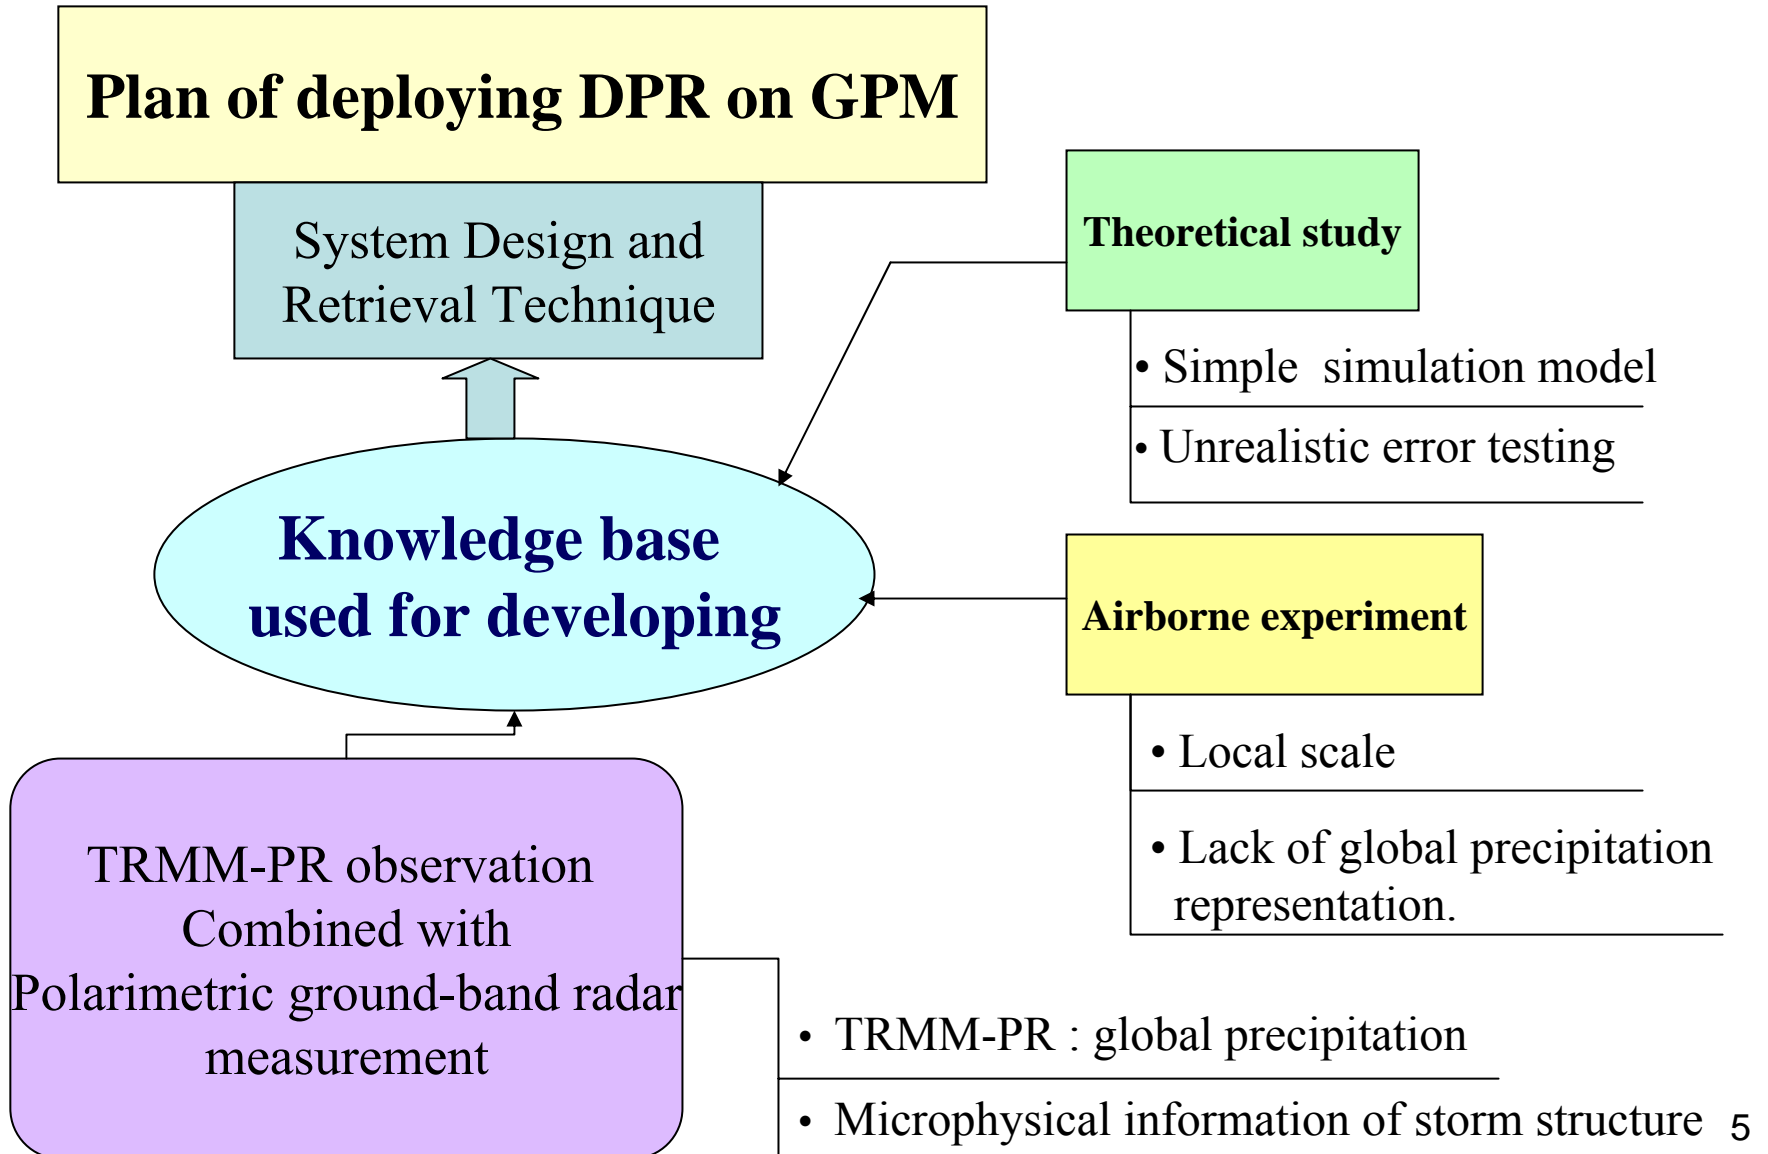 Plan of deploying DPR on GPM
System Design and
Retrieval Technique
Theoretical study
• Simple simulation model
• Unrealistic error testing
Knowledge base
used for developing
Airborne experiment
• Local scale
• Lack of global precipitation
representation.
TRMM-PR observation
Combined with
Polarimetric ground-band radar
measurement
• TRMM-PR : global precipitation
• Microphysical information of storm structure
5